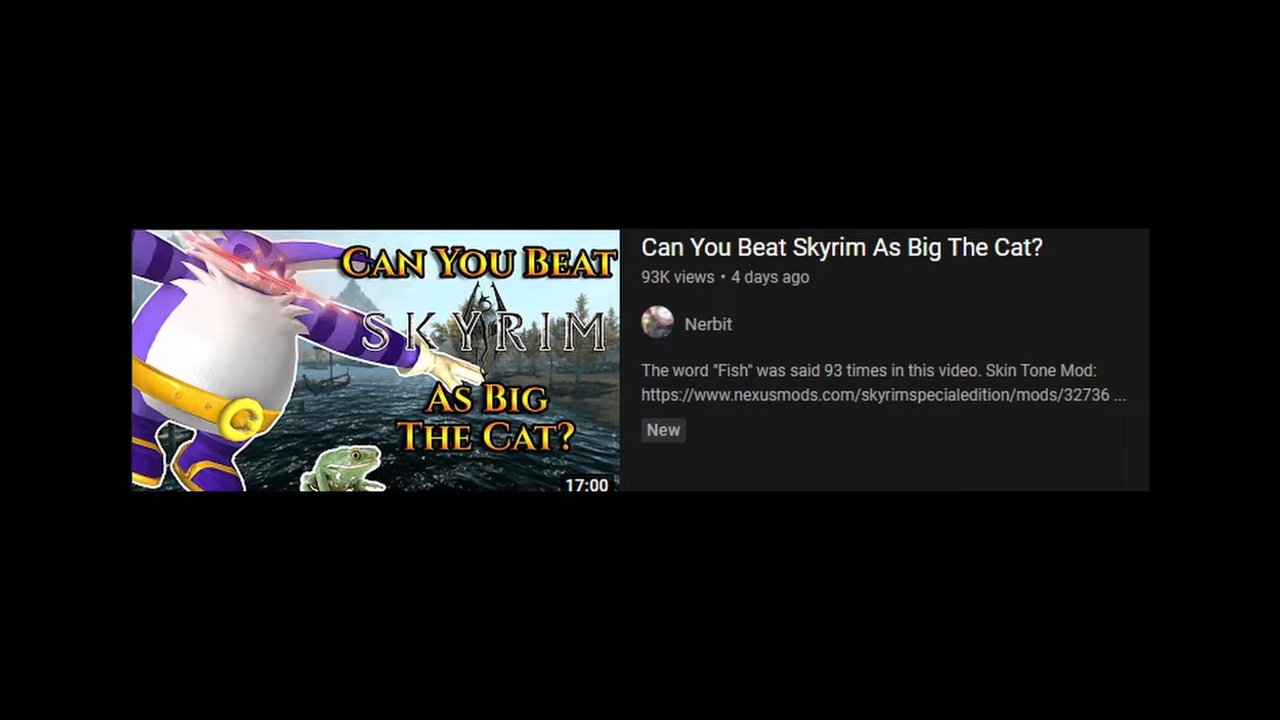 CAN YOU BEAT
SKYRIM
AS BIG
THE CAT?
17:00
Can You Beat Skyrim As Big The Cat?
93K views • 4 days ago
Nerbit
The word "Fish" was said 93 times in this video. Skin Tone Mod:
https://www.nexusmods.com/skyrimspecialedition/mods/32736 ...
New